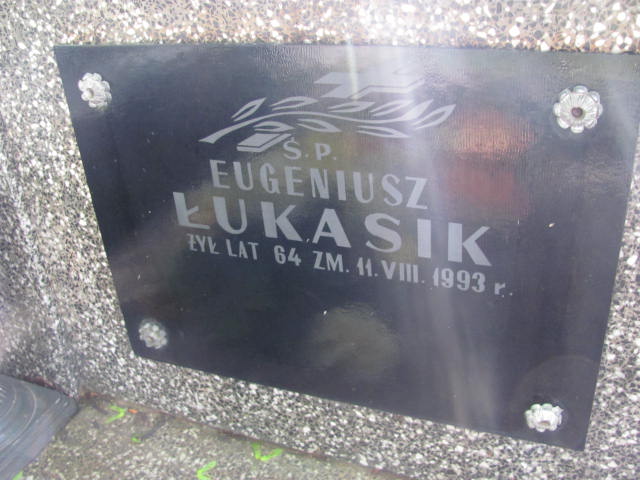 Ś.P.
EUGENIUSZ
ŁUKASIK
ŻYŁ LAT 64 ZM. 11.VIII.1993 r.